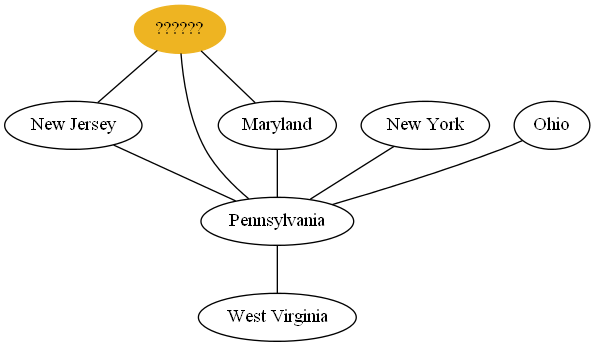 ??????
New Jersey
Maryland
New York
Ohio
Pennsylvania
West Virginia